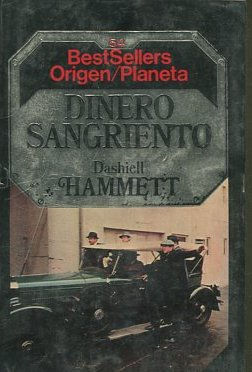 54
BestSellers
Origen/Planeta
DINERO
SANGRIENTO
Dashiell
HAMMETT